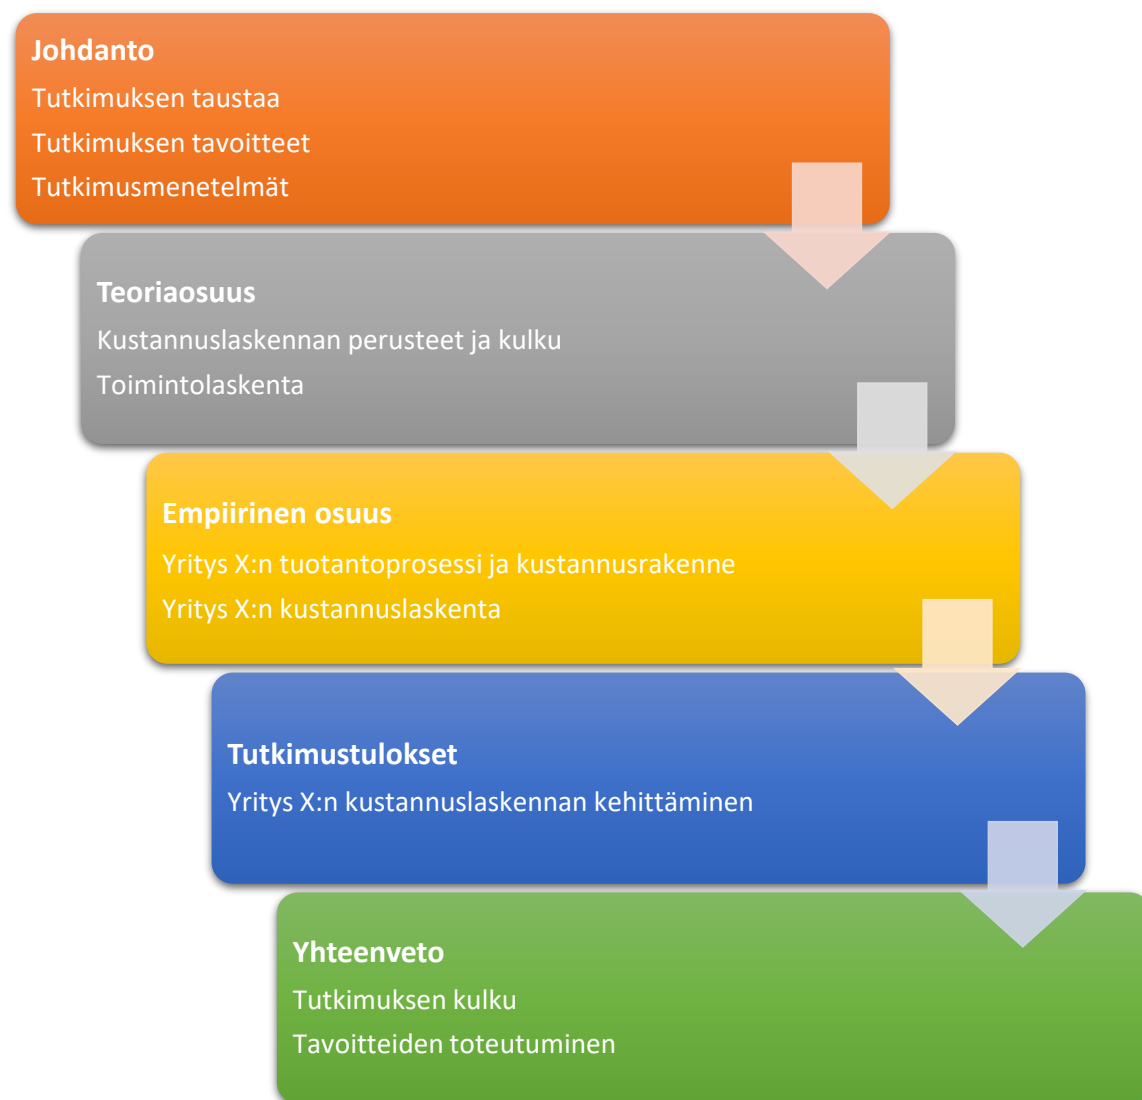 Johdanto
Tutkimuksen taustaa
Tutkimuksen tavoitteet
Tutkimusmenetelmät
Teoriaosuus
Kustannuslaskennan perusteet ja kulku
Toimintolaskenta
Empiirinen osuus
Yritys X:n tuotantoprosessi ja kustannusrakenne
Yritys X:n kustannuslaskenta
Tutkimustulokset
Yritys X:n kustannuslaskennan kehittäminen
Yhteenveto
Tutkimuksen kulku
Tavoitteiden toteutuminen